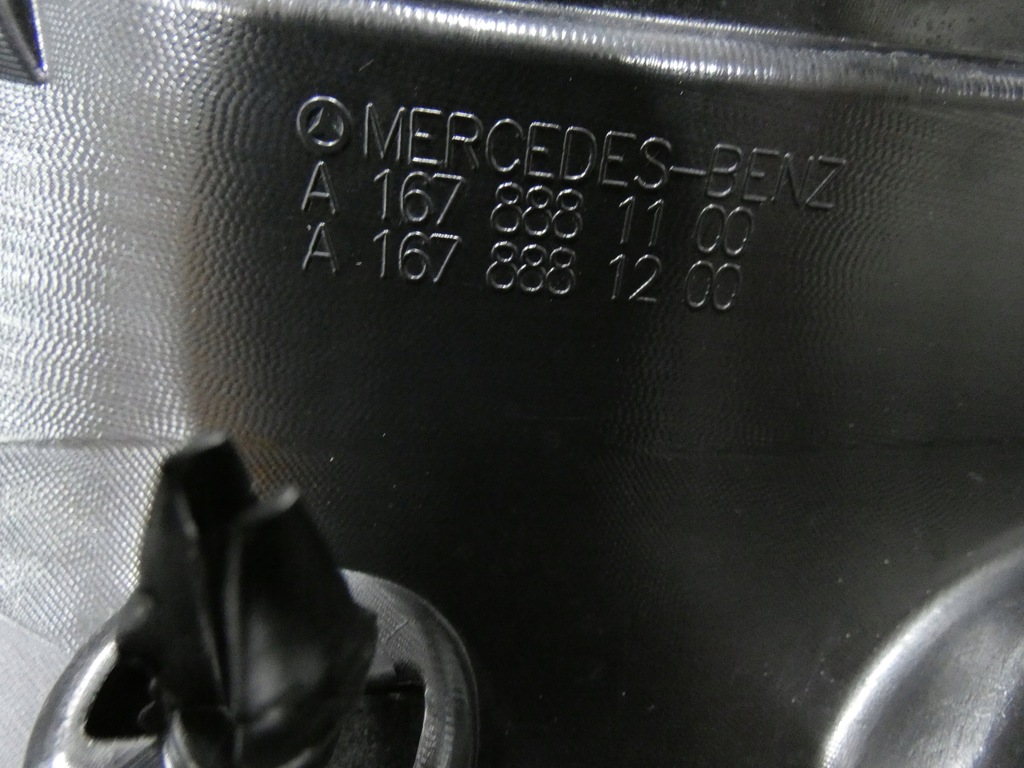 MERCEDES-BENZ
A 167 888 11 00
A 167 888 12 00